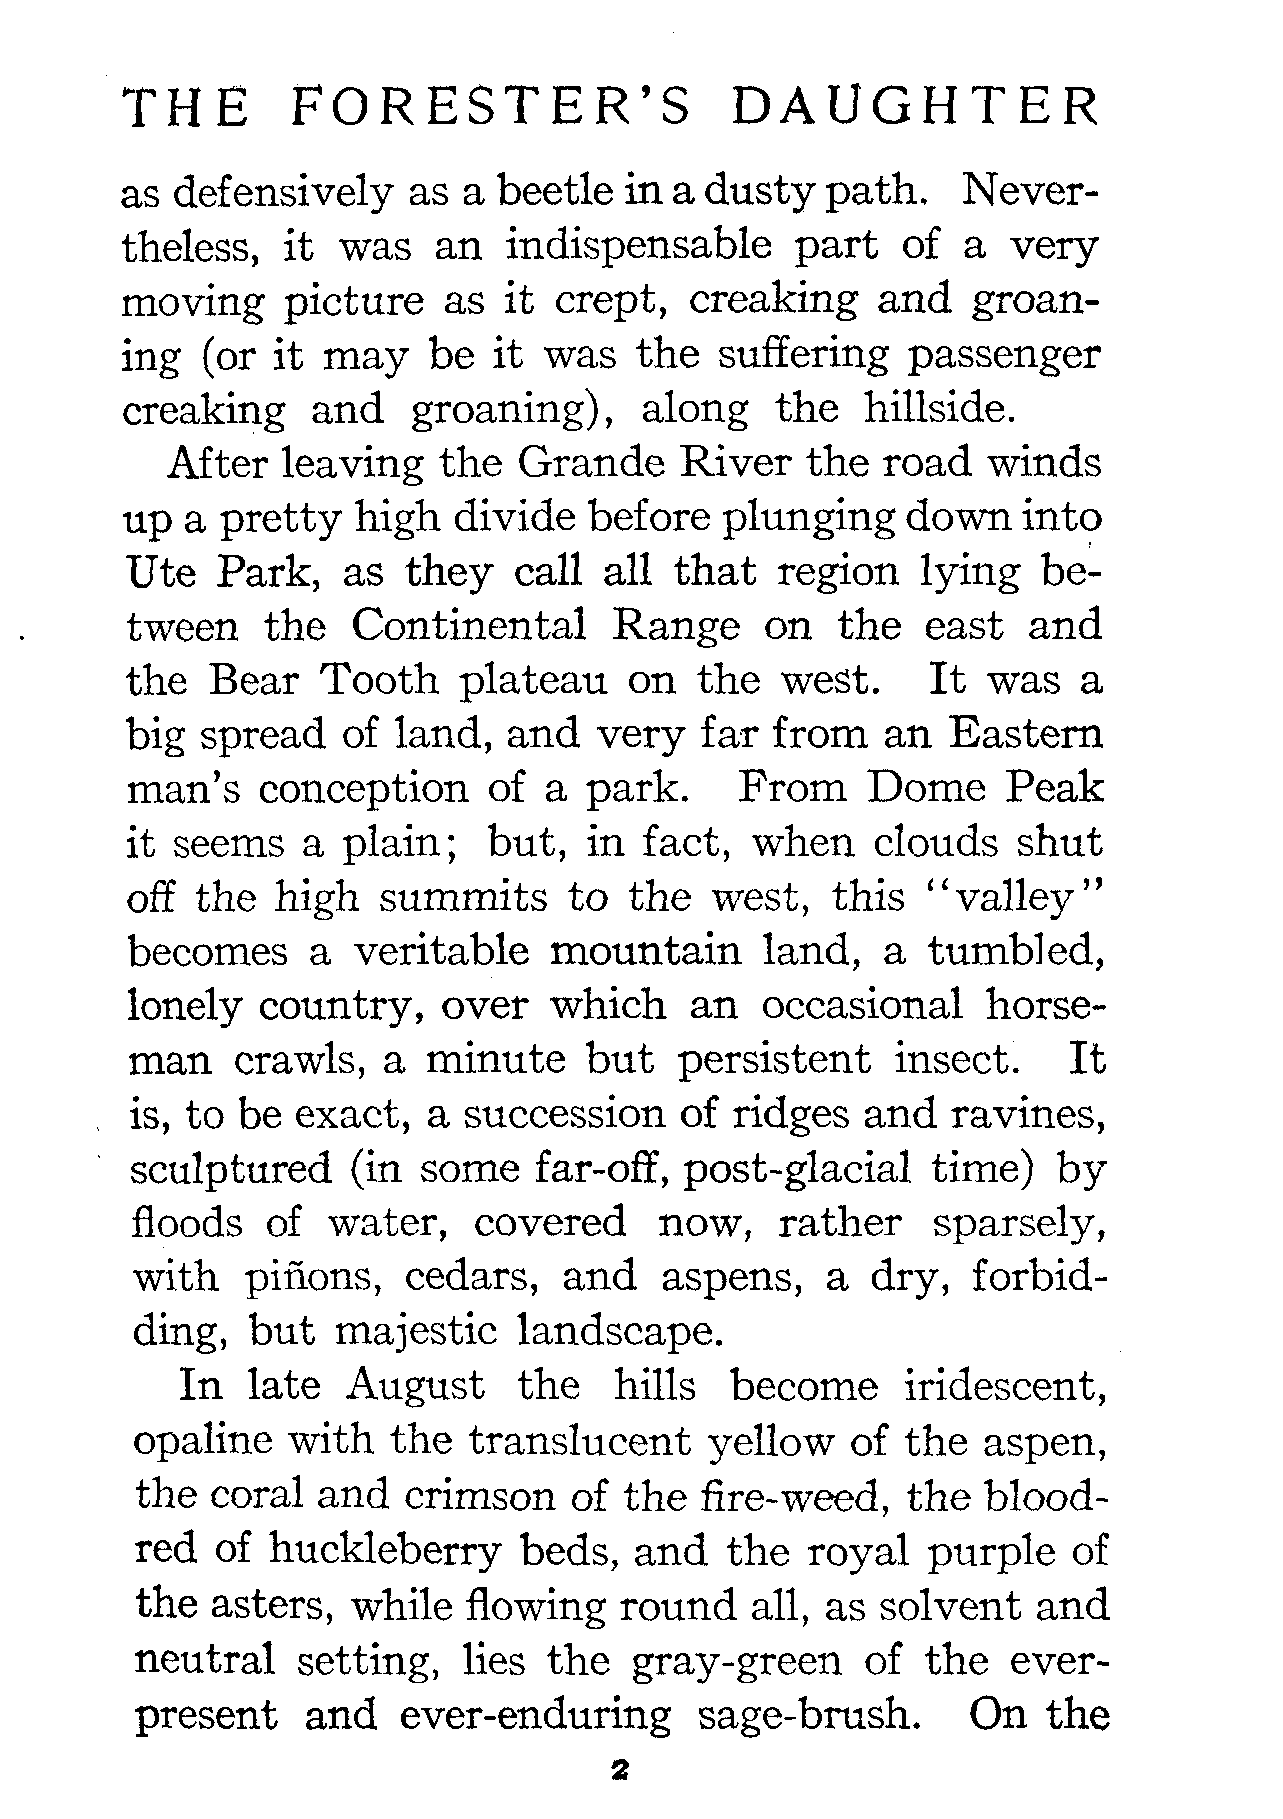 THE FORESTER'S DAUGHTER
as defensively as a beetle in a dusty path. Never-
theless, it was an indispensable part of a very
moving picture as it crept, creaking and groan-
ing (or it may be it was the suffering passenger
creaking and groaning), along the hillside.
After leaving the Grande River the road winds
up a pretty high divide before plunging down into
Ute Park, as they call all that region lying be-
tween the Continental Range on the east and
the Bear Tooth plateau on the west. It was a
big spread of land, and very far from an Eastern
man's conception of a park. From Dome Peak
it seems a plain; but, in fact, when clouds shut
off the high summits to the west, this "valley"
becomes a veritable mountain land, a tumbled,
lonely country, over which an occasional horse-
man crawls, a minute but persistent insect. It
is, to be exact, a succession of ridges and ravines,
sculptured (in some far-off, post-glacial time) by
floods of water, covered now, rather sparsely,
with piñons, cedars, and aspens, a dry, forbid-
ding, but majestic landscape.
In late August the hills become iridescent,
opaline with the translucent yellow of the aspen,
the coral and crimson of the fire-weed, the blood-
red of huckleberry beds, and the royal purple of
the asters, while flowing round all, as solvent and
neutral setting, lies the gray-green of the ever-
present and ever-enduring sage-brush. On the
2